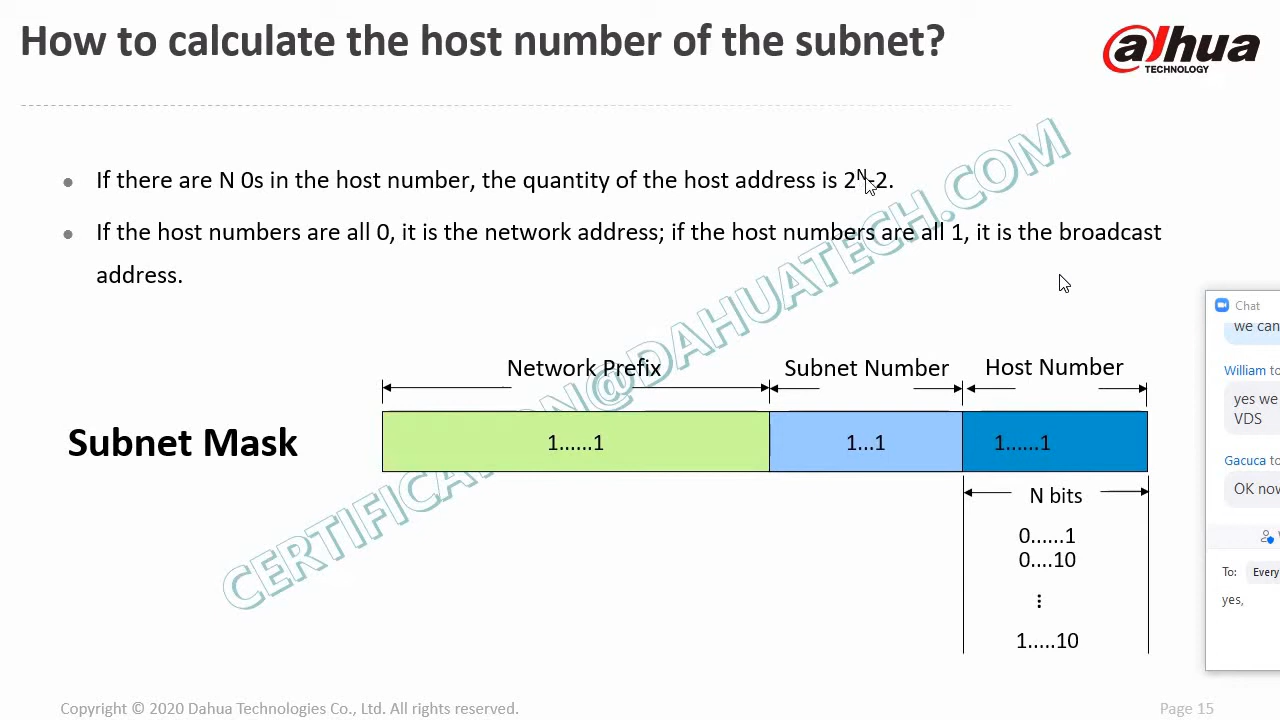 How to calculate the host number of the subnet?
alhua
TECHNOLOGY
If there are N 0s in the host number, the quantity of the host address is 2ᴺ-2.
If the host numbers are all 0, it is the network address; if the host numbers are all 1, it is the broadcast
address.
CERTIFICATION@DAHUATECH.COM
Network Prefix
Subnet Number
Host Number
Subnet Mask
1......1
1...1
1......1
N bits
0......1
0....10
⋮
1.....10
Chat
we can
William to
yes we
VDS
Gacuca to
OK now
To: Every
yes,
Copyright © 2020 Dahua Technologies Co., Ltd. All rights reserved.
Page 15